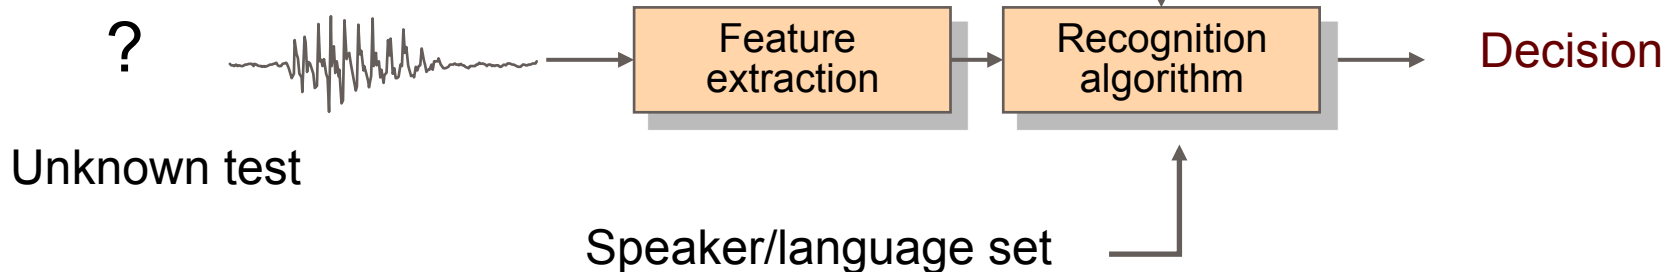 ?
Feature
extraction
Recognition
algorithm
Decision
Unknown test
Speaker/language set